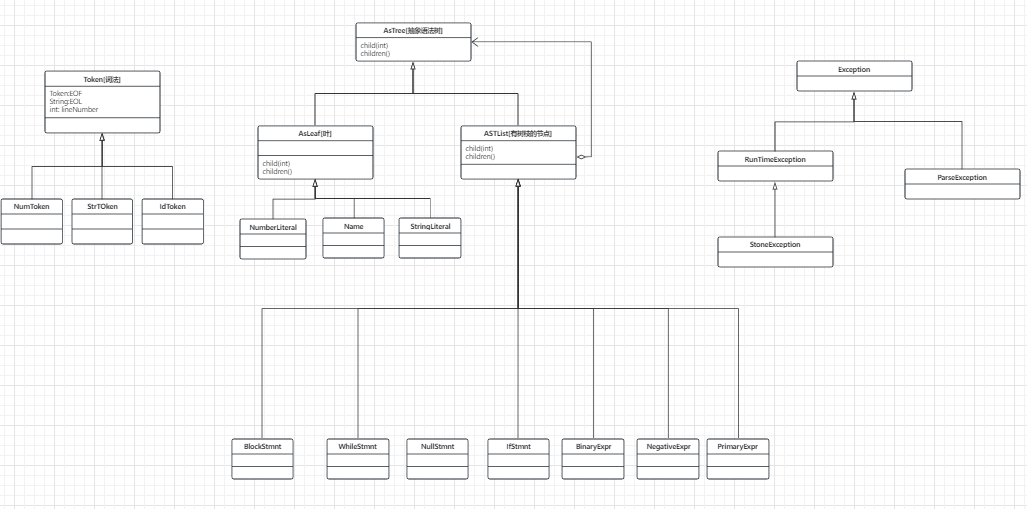 AsTree[抽象语法树]
child(int)
children()
Token[词法]
Token:EOF
String:EOL
int: lineNumber
Exception
AsLeaf[叶]
child(int)
children()
ASTList[有树枝的节点]
child(int)
children()
RunTimeException
ParseException
NumToken
StrTOken
IdToken
NumberLiteral
Name
StringLiteral
StoneException
BlockStmnt
WhileStmnt
NullStmnt
IfStmnt
BinaryExpr
NegativeExpr
PrimaryExpr